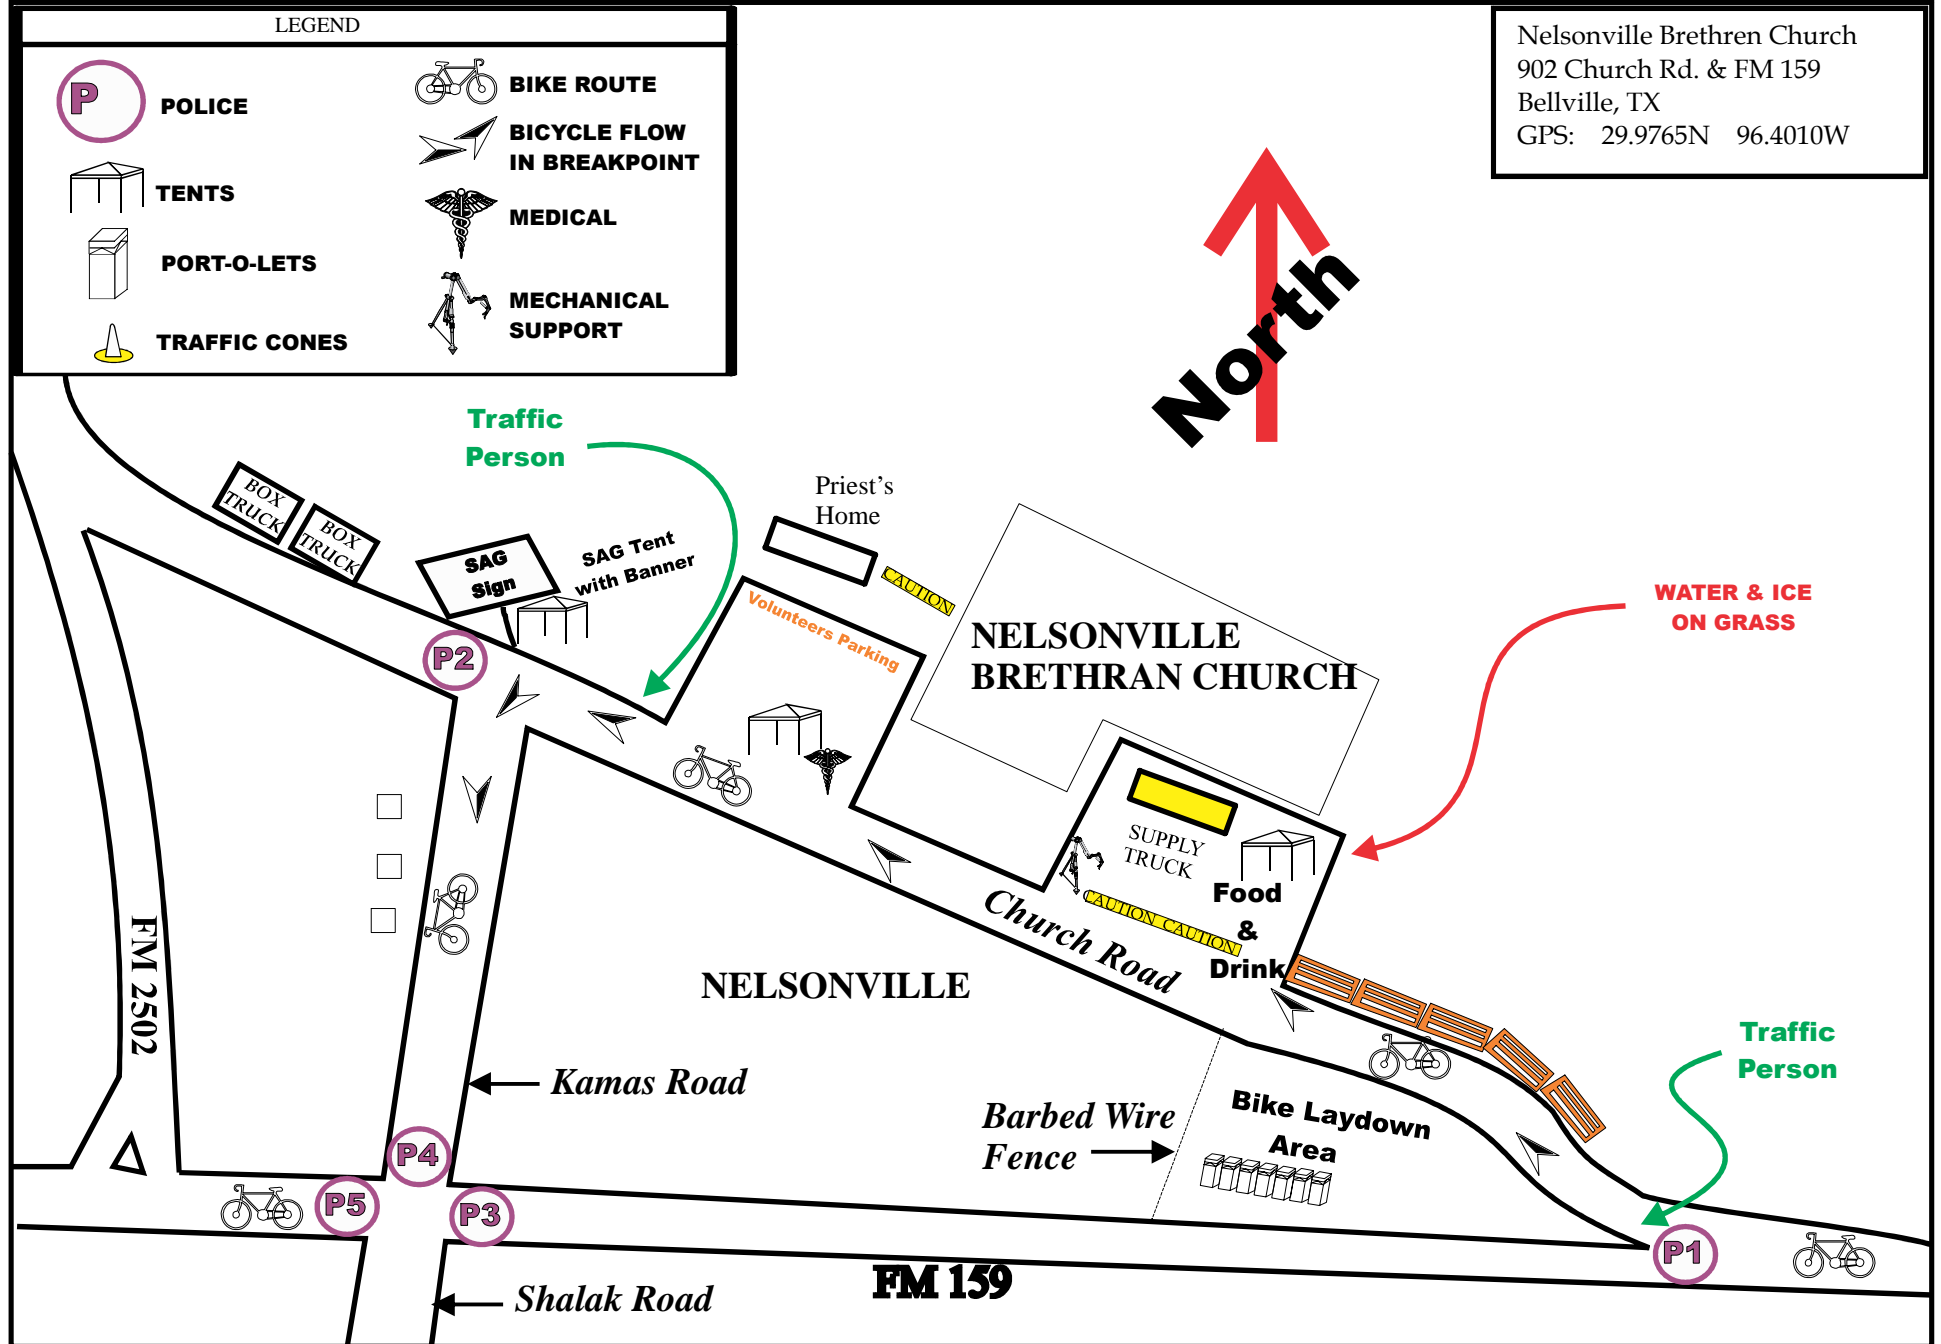 LEGEND
P
POLICE
TENTS
PORT-O-LETS
TRAFFIC CONES
BIKE ROUTE
BICYCLE FLOW
IN BREAKPOINT
MEDICAL
MECHANICAL
SUPPORT
Nelsonville Brethren Church
902 Church Rd. & FM 159
Bellville, TX
GPS: 29.9765N 96.4010W
North
Traffic
Person
BOX
TRUCK
BOX
TRUCK
SAG
Sign
SAG Tent
with Banner
Priest's
Home
CAUTION
Volunteers Parking
NELSONVILLE
BRETHRAN CHURCH
WATER & ICE
ON GRASS
P2
SUPPLY
TRUCK
Food
&
Drink
CAUTION CAUTION
Church Road
NELSONVILLE
FM 2502
Kamas Road
Barbed Wire
Fence
Bike Laydown
Area
Traffic
Person
P4
P5
P3
P1
FM 159
Shalak Road